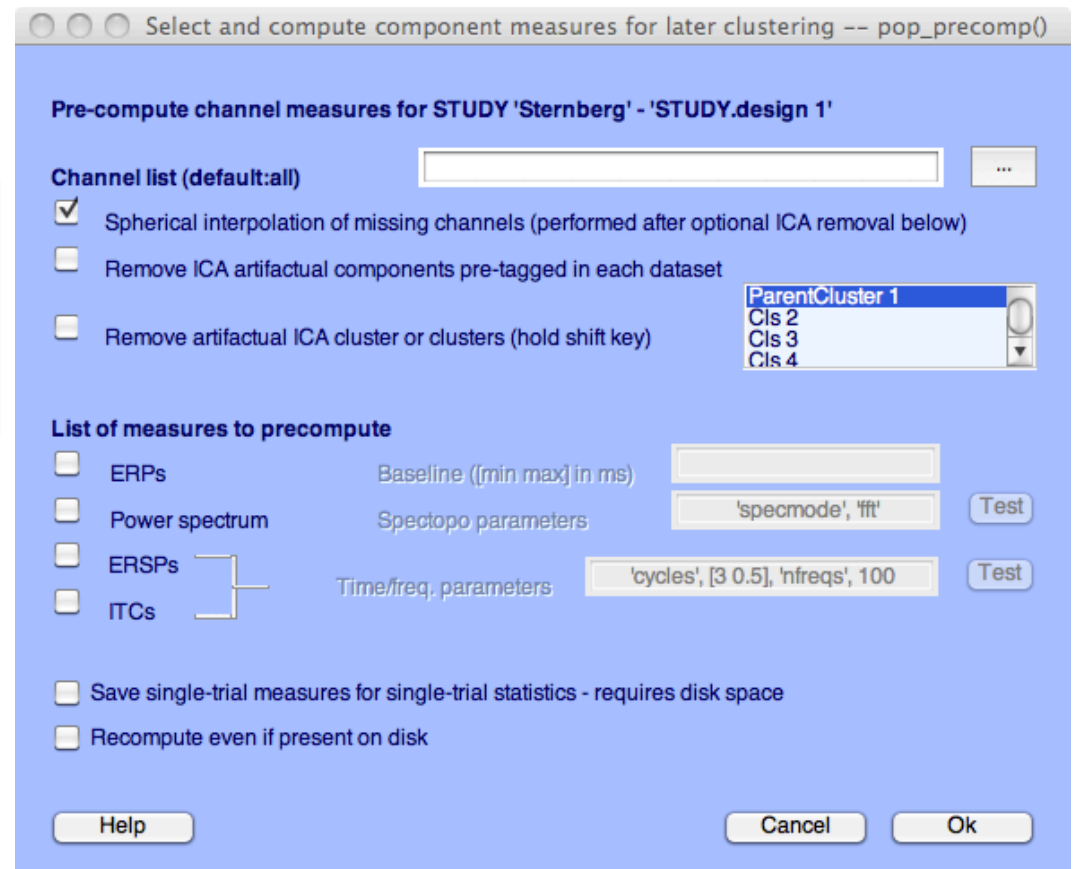 Select and compute component measures for later clustering -- pop_precomp()
Pre-compute channel measures for STUDY 'Sternberg' - 'STUDY.design 1'
Channel list (default:all)
...
Spherical interpolation of missing channels (performed after optional ICA removal below)
Remove ICA artifactual components pre-tagged in each dataset
Remove artifactual ICA cluster or clusters (hold shift key)
ParentCluster 1
Cls 2
Cls 3
Cls 4
List of measures to precompute
ERPs
Baseline ([min max] in ms)
Power spectrum
Spectopo parameters
'specmode', 'fft'
Test
ERSPs
ITCs
Time/freq. parameters
'cycles', [3 0.5], 'nfreqs', 100
Test
Save single-trial measures for single-trial statistics - requires disk space
Recompute even if present on disk
Help
Cancel
Ok